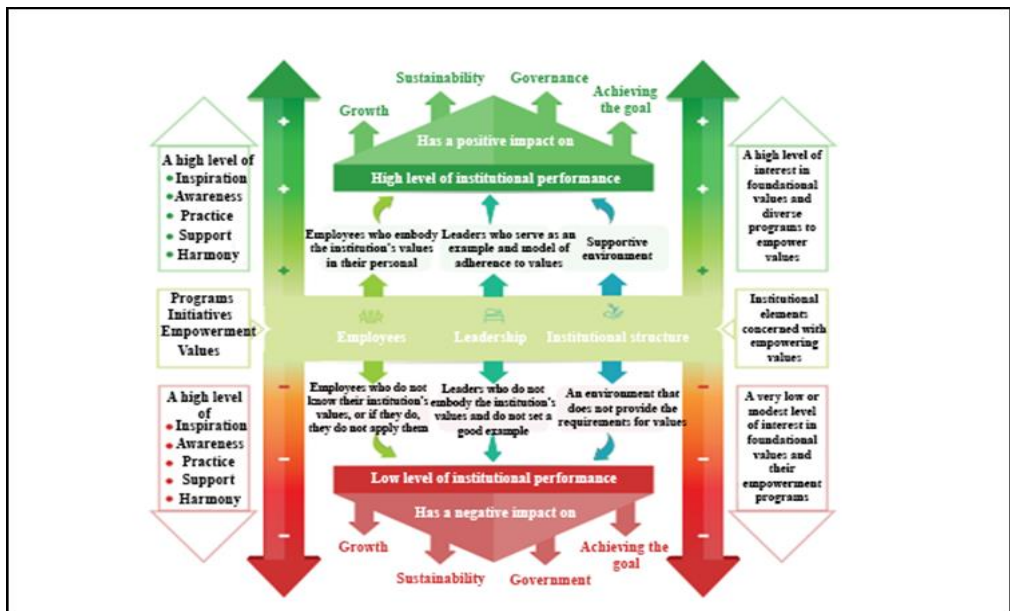 Sustainability
Governance
Growth
Achieving
the goal
Has a positive impact on
High level of institutional performance
A high level of
Inspiration
Awareness
Practice
Support
Harmony
A high level of
interest in
foundational
values and
diverse
programs to
empower
values
Employees who embody
the institution's values
in their personal
Leaders who serve as an
example and model of
adherence to values
Supportive
environment
Programs
Initiatives
Empowerment
Values
Employees
Leadership
Institutional structure
Institutional
elements
concerned with
empowering
values
Employees who do not
know their institution's
values, or if they do,
they do not apply them
Leaders who do not
embody the institution's
values and do not set a
good example
An environment that
does not provide the
requirements for values
A high level
of
Inspiration
Awareness
Practice
Support
Harmony
A very low or
modest level
of interest in
foundational
values and
their
empowerment
programs
Low level of institutional performance
Has a negative impact on
Growth
Sustainability
Government
Achieving the
goal